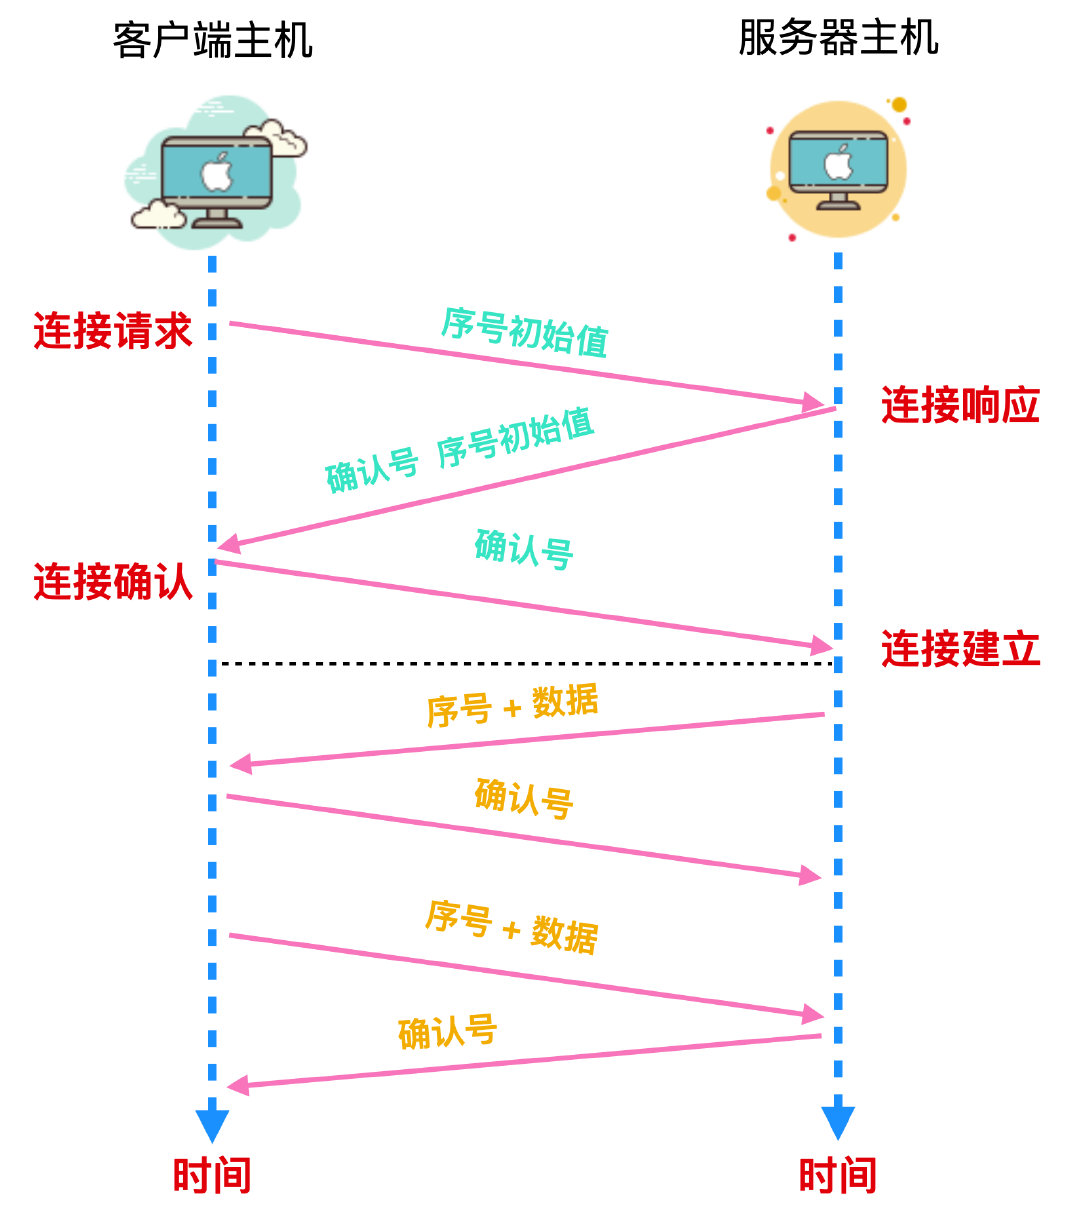 客户端主机
服务器主机
连接请求
序号初始值
连接响应
确认号 序号初始值
确认号
连接确认
连接建立
序号 + 数据
确认号
序号 + 数据
确认号
时间
时间